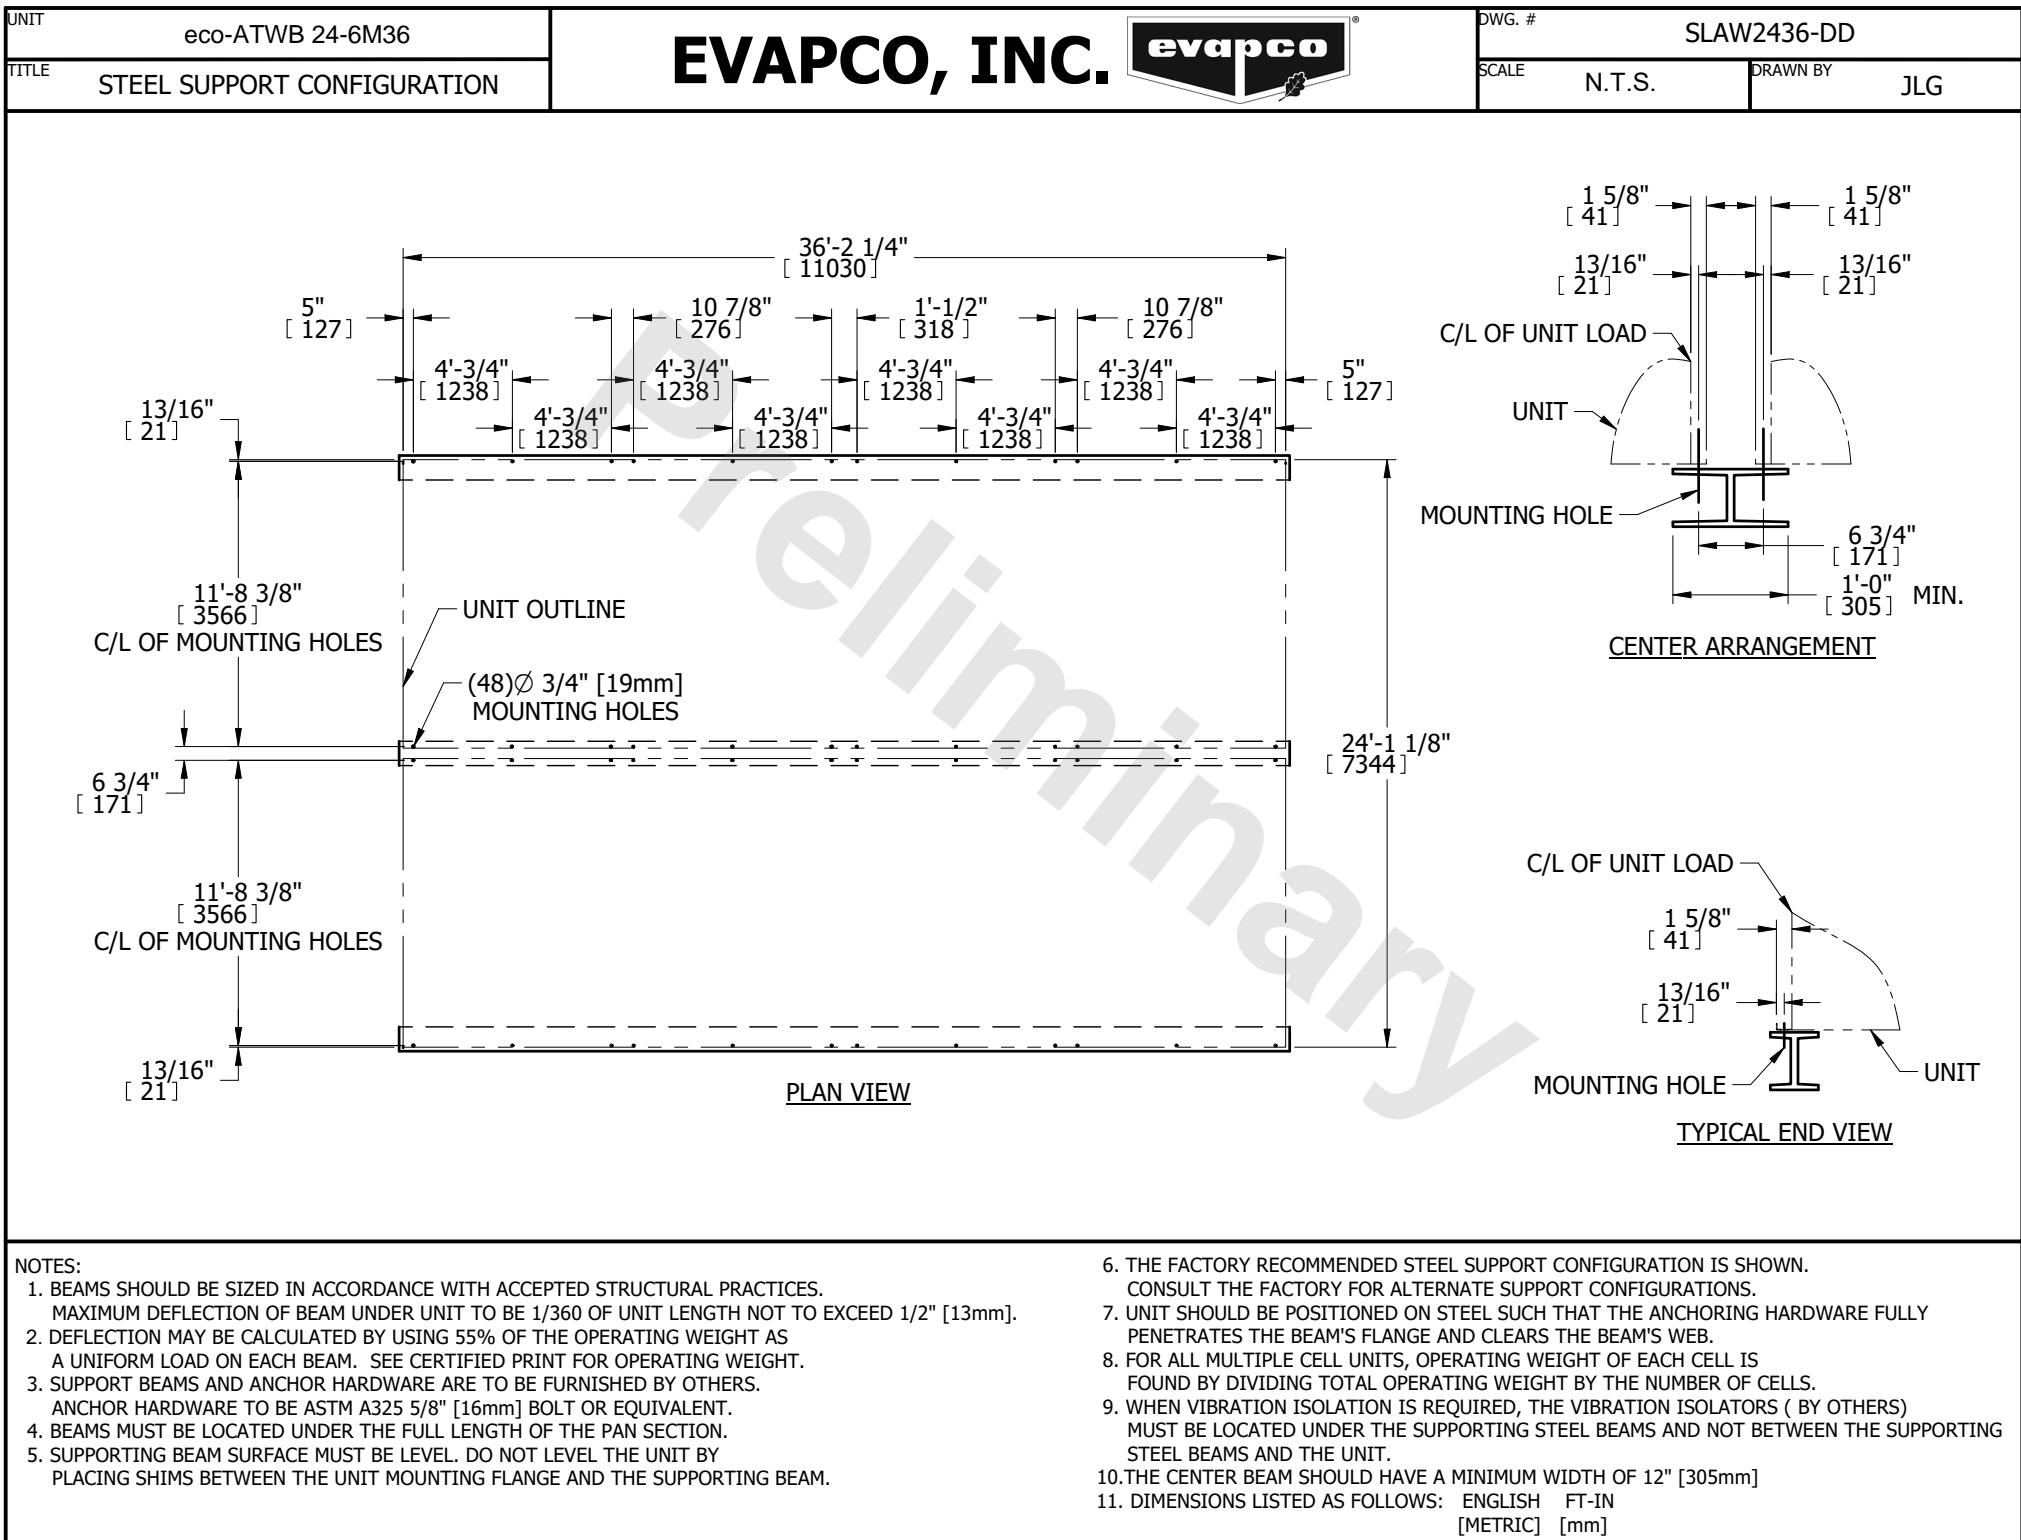 UNIT
eco-ATWB 24-6M36
TITLE
STEEL SUPPORT CONFIGURATION
EVAPCO, INC.
evapco
®
DWG. #
SLAW2436-DD
SCALE
N.T.S.
DRAWN BY
JLG
36'-2 1/4"
[ 11030 ]
5"
[ 127 ]
10 7/8"
[ 276 ]
1'-1/2"
[ 318 ]
10 7/8"
[ 276 ]
4'-3/4"
[ 1238 ]
4'-3/4"
[ 1238 ]
4'-3/4"
[ 1238 ]
4'-3/4"
[ 1238 ]
5"
[ 127 ]
4'-3/4"
[ 1238 ]
4'-3/4"
[ 1238 ]
4'-3/4"
[ 1238 ]
4'-3/4"
[ 1238 ]
13/16"
[ 21 ]
11'-8 3/8"
[ 3566 ]
C/L OF MOUNTING HOLES
UNIT OUTLINE
(48)∅ 3/4" [19mm]
MOUNTING HOLES
6 3/4"
[ 171 ]
24'-1 1/8"
[ 7344 ]
11'-8 3/8"
[ 3566 ]
C/L OF MOUNTING HOLES
13/16"
[ 21 ]
PLAN VIEW
Preliminary
1 5/8"
[ 41 ]
1 5/8"
[ 41 ]
13/16"
[ 21 ]
13/16"
[ 21 ]
C/L OF UNIT LOAD
UNIT
MOUNTING HOLE
6 3/4"
[ 171 ]
1'-0"
[ 305 ] MIN.
CENTER ARRANGEMENT
C/L OF UNIT LOAD
1 5/8"
[ 41 ]
13/16"
[ 21 ]
MOUNTING HOLE
UNIT
TYPICAL END VIEW
NOTES:
1. BEAMS SHOULD BE SIZED IN ACCORDANCE WITH ACCEPTED STRUCTURAL PRACTICES.
MAXIMUM DEFLECTION OF BEAM UNDER UNIT TO BE 1/360 OF UNIT LENGTH NOT TO EXCEED 1/2" [13mm].
2. DEFLECTION MAY BE CALCULATED BY USING 55% OF THE OPERATING WEIGHT AS
A UNIFORM LOAD ON EACH BEAM. SEE CERTIFIED PRINT FOR OPERATING WEIGHT.
3. SUPPORT BEAMS AND ANCHOR HARDWARE ARE TO BE FURNISHED BY OTHERS.
ANCHOR HARDWARE TO BE ASTM A325 5/8" [16mm] BOLT OR EQUIVALENT.
4. BEAMS MUST BE LOCATED UNDER THE FULL LENGTH OF THE PAN SECTION.
5. SUPPORTING BEAM SURFACE MUST BE LEVEL. DO NOT LEVEL THE UNIT BY
PLACING SHIMS BETWEEN THE UNIT MOUNTING FLANGE AND THE SUPPORTING BEAM.
6. THE FACTORY RECOMMENDED STEEL SUPPORT CONFIGURATION IS SHOWN.
CONSULT THE FACTORY FOR ALTERNATE SUPPORT CONFIGURATIONS.
7. UNIT SHOULD BE POSITIONED ON STEEL SUCH THAT THE ANCHORING HARDWARE FULLY
PENETRATES THE BEAM'S FLANGE AND CLEARS THE BEAM'S WEB.
8. FOR ALL MULTIPLE CELL UNITS, OPERATING WEIGHT OF EACH CELL IS
FOUND BY DIVIDING TOTAL OPERATING WEIGHT BY THE NUMBER OF CELLS.
9. WHEN VIBRATION ISOLATION IS REQUIRED, THE VIBRATION ISOLATORS ( BY OTHERS)
MUST BE LOCATED UNDER THE SUPPORTING STEEL BEAMS AND NOT BETWEEN THE SUPPORTING
STEEL BEAMS AND THE UNIT.
10.THE CENTER BEAM SHOULD HAVE A MINIMUM WIDTH OF 12" [305mm]
11. DIMENSIONS LISTED AS FOLLOWS: ENGLISH FT-IN
[METRIC] [mm]